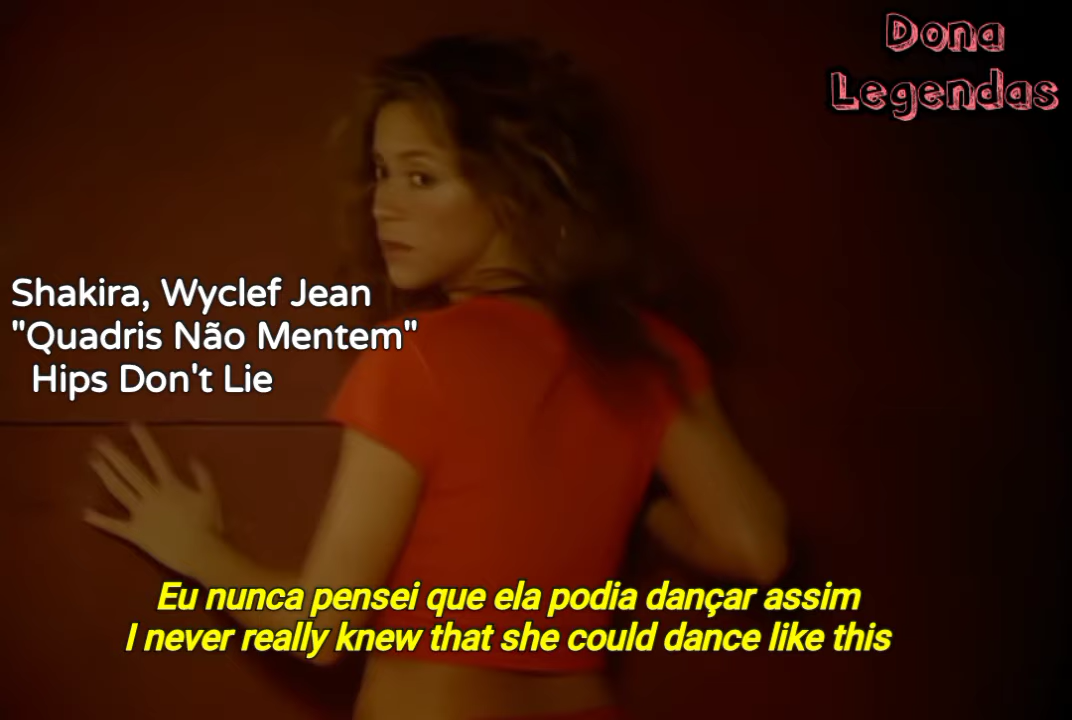 Dona
Legendas
Shakira, Wyclef Jean
"Quadris Não Mentem"
Hips Don't Lie
Eu nunca pensei que ela podia dançar assim
I never really knew that she could dance like this